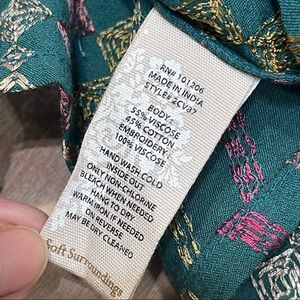 RN# 101206
MADE IN INDIA
STYLE# 2CV37
BODY:
55% VISCOSE
45% COTTON
EMBROIDERY:
100% VISCOSE
HAND WASH COLD
INSIDE OUT
ONLY NON-CHLORINE
BLEACH WHEN NEEDED
HANG TO DRY
WARM IRON IF NEEDED
ON REVERSE
MAY BE DRY CLEANED
Soft Surroundings